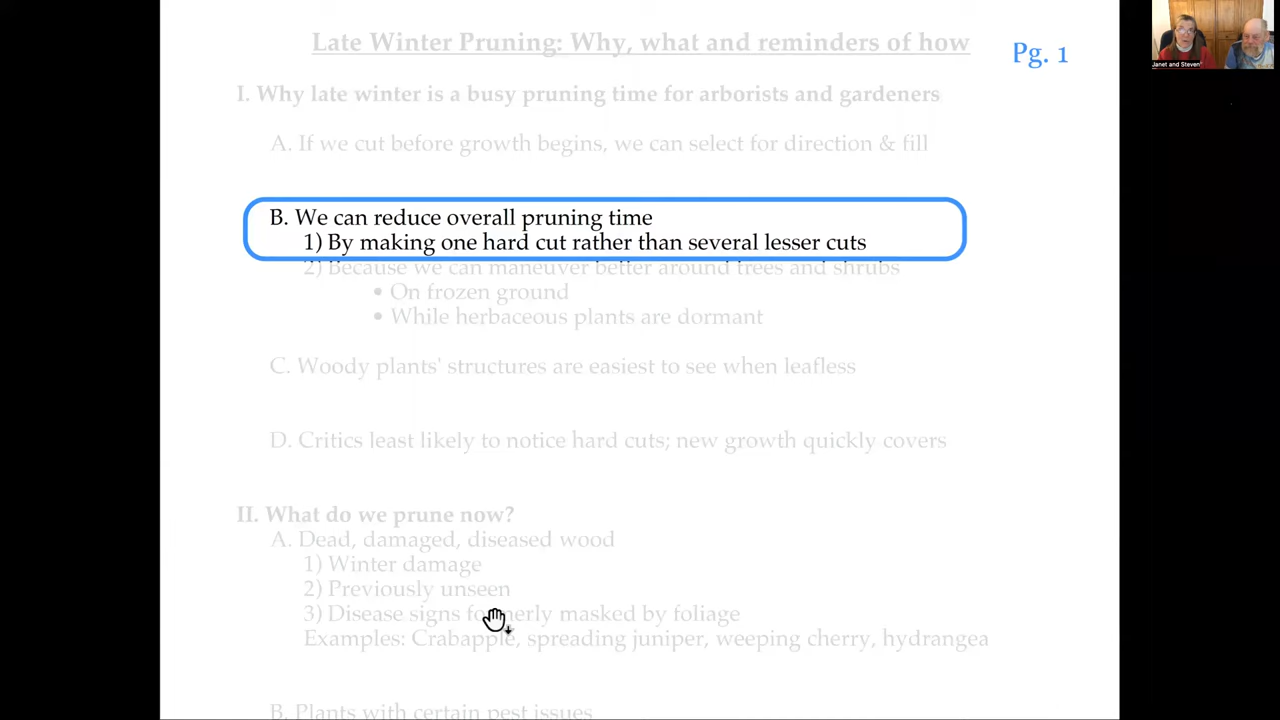 Late Winter Pruning: Why, what and reminders of how
Pg. 1
I. Why late winter is a busy pruning time for arborists and gardeners
A. If we cut before growth begins, we can select for direction & fill
B. We can reduce overall pruning time
1) By making one hard cut rather than several lesser cuts
2) Because we can maneuver better around trees and shrubs
• On frozen ground
• While herbaceous plants are dormant
C. Woody plants' structures are easiest to see when leafless
D. Critics least likely to notice hard cuts; new growth quickly covers
II. What do we prune now?
A. Dead, damaged, diseased wood
1) Winter damage
2) Previously unseen
3) Disease signs formerly masked by foliage
Examples: Crabapple, spreading juniper, weeping cherry, hydrangea
B. Plants with certain pest issues
Janet and Steven